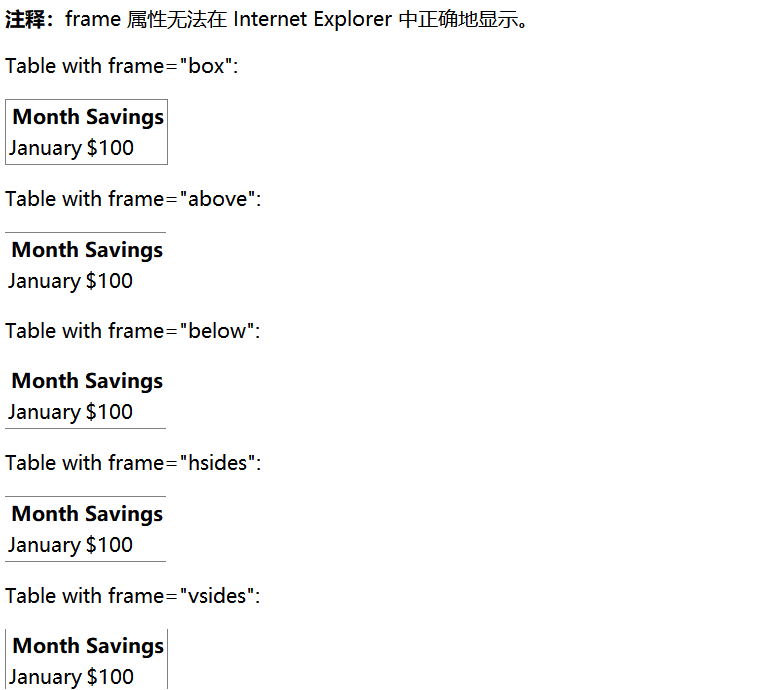 注释：frame 属性无法在 Internet Explorer 中正确地显示。
Table with frame="box":
Month Savings
January $100
Table with frame="above":
Month Savings
January $100
Table with frame="below":
Month Savings
January $100
Table with frame="hsides":
Month Savings
January $100
Table with frame="vsides":
Month Savings
January $100